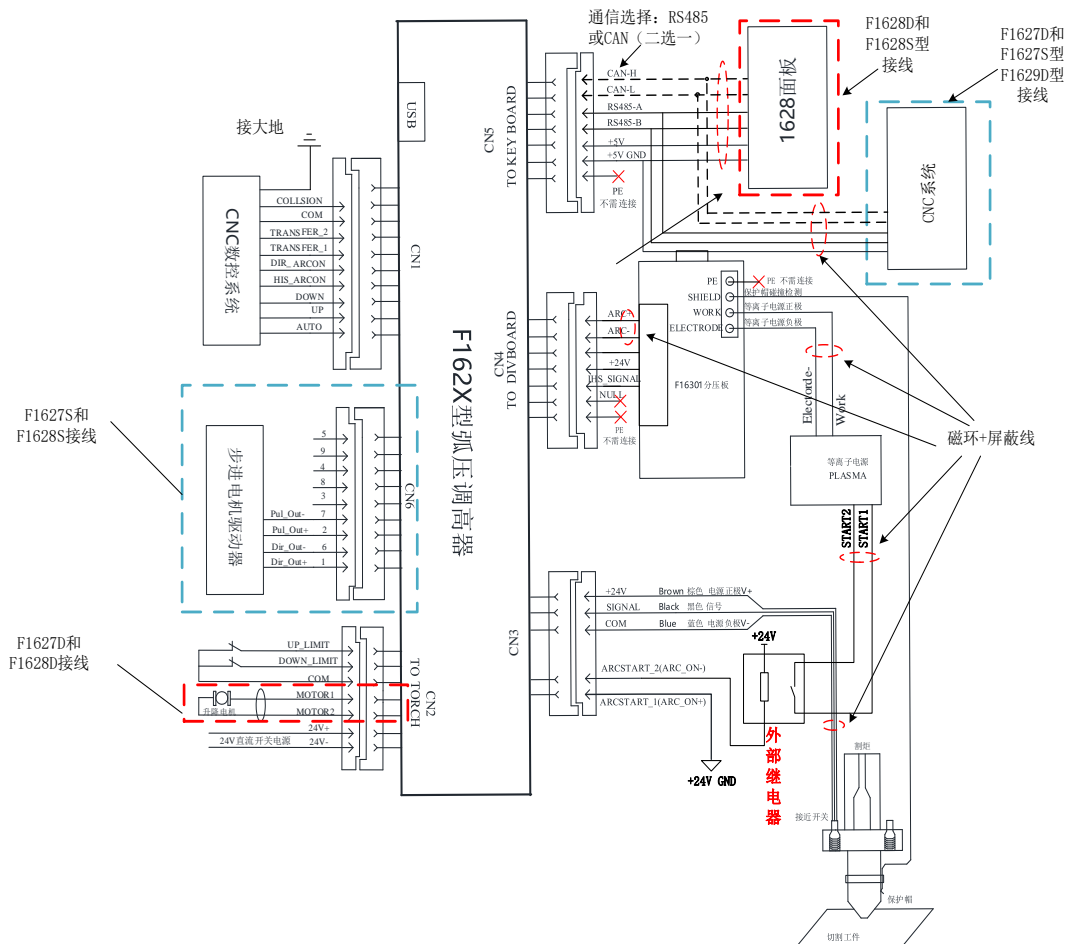 通信选择：RS485
或CAN（二选一）
F1628D和
F1628S型
接线
F1627D和
F1627S型
F1629D型
接线
接大地
USB
CN5
TO KEY BOARD
CAN-H
CAN-L
RS485-A
RS485-B
+5V
+5V GND
PE
不需连接
1628面板
CNC系统
CNC数控系统
COLLSION
COM
TRANSFER_2
TRANSFER_1
DIR_ARCON
HIS_ARCON
DOWN
UP
AUTO
CN1
F162X型弧压调高器
CN4
TO DIVBOARD
ARC+
ARC-
+24V
IHS_SIGNAL
NULL
PE
不需连接
F16301分压板
PE
PE 不需连接
SHIELD
保护帽碰撞检测
WORK
等离子电源正极
ELECTRODE
等离子电源负极
Electorde-
Work
磁环+屏蔽线
等离子电源
PLASMA
START2
START1
F1627S和
F1628S接线
步进电机驱动器
5
9
4
8
3
Pul_Out- 7
Pul_Out+ 2
Dir_Out- 6
Dir_Out+ 1
CN6
F1627D和
F1628D接线
UP_LIMIT
DOWN_LIMIT
COM
MOTOR1
MOTOR2
升降电机
24V+
24V直流开关电源 24V-
TO TORCH
CN2
CN3
+24V Brown 棕色 电源正极V+
SIGNAL Black 黑色 信号
COM Blue 蓝色 电源负极V-
+24V
ARCSTART_2(ARC_ON-)
ARCSTART_1(ARC_ON+)
+24V GND
外部继电器
割炬
接近开关
保护帽
切割工件